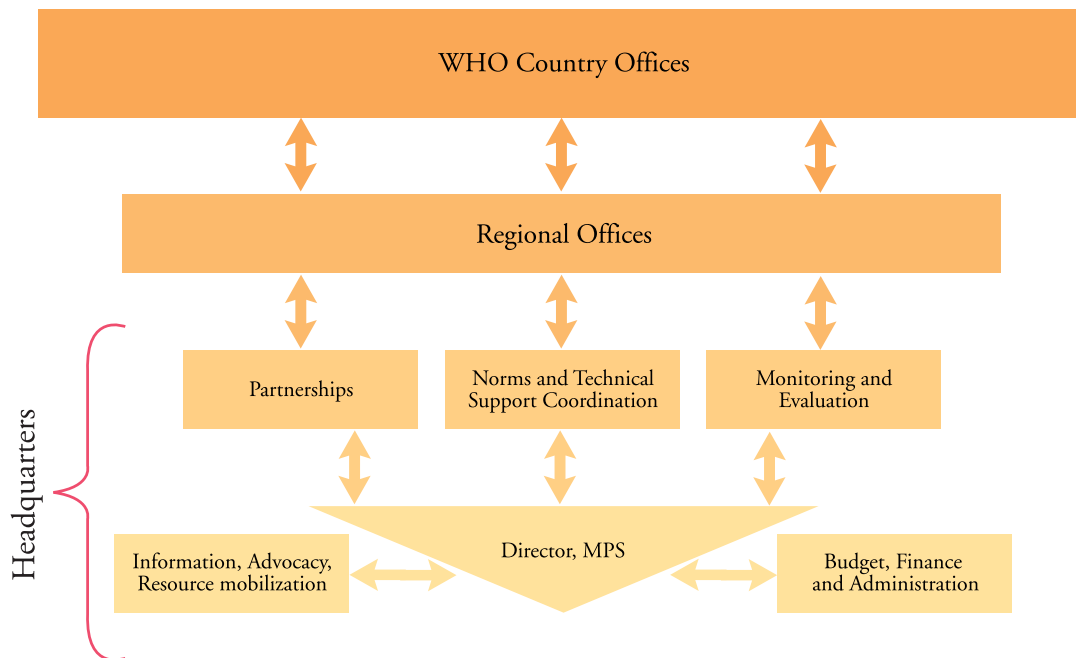 WHO Country Offices
Regional Offices
Headquarters
Partnerships
Norms and Technical
Support Coordination
Monitoring and
Evaluation
Director, MPS
Information, Advocacy,
Resource mobilization
Budget, Finance
and Administration